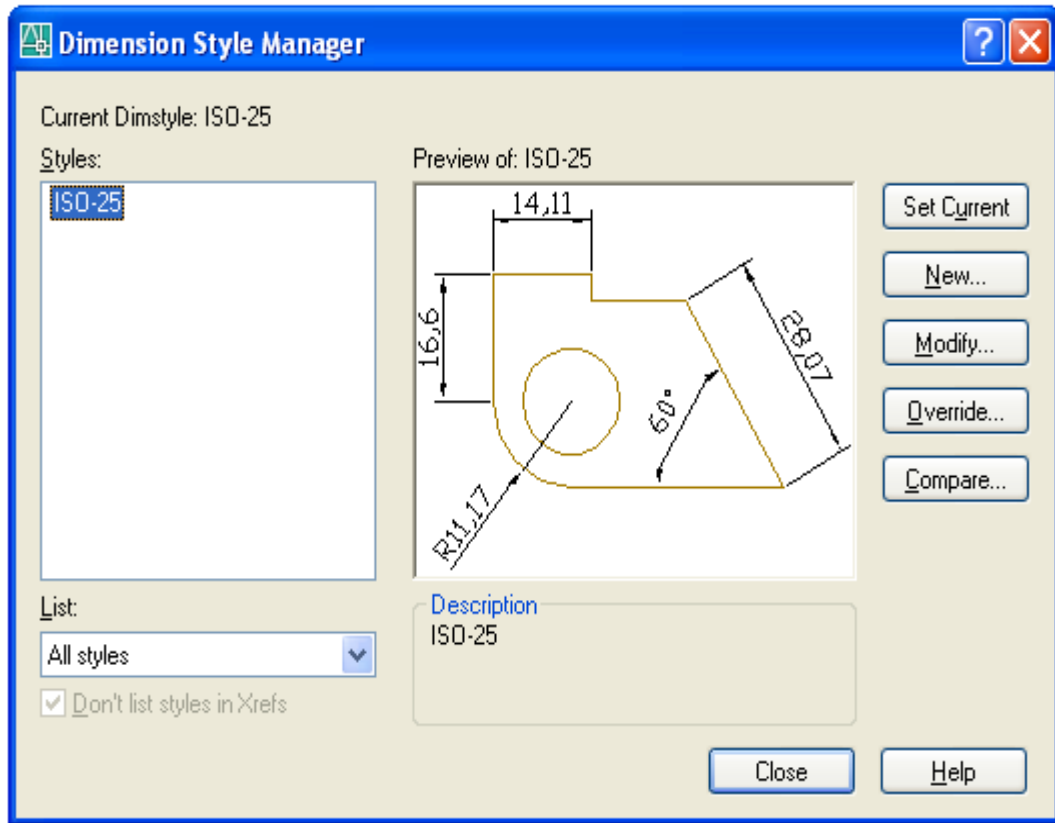 Dimension Style Manager
Current Dimstyle: ISO-25
Styles:
ISO-25
Preview of: ISO-25
14,11
16,6
28,07
60°
R11,17
Set Current
New...
Modify...
Override...
Compare...
List:
All styles
Don't list styles in Xrefs
Description
ISO-25
Close
Help